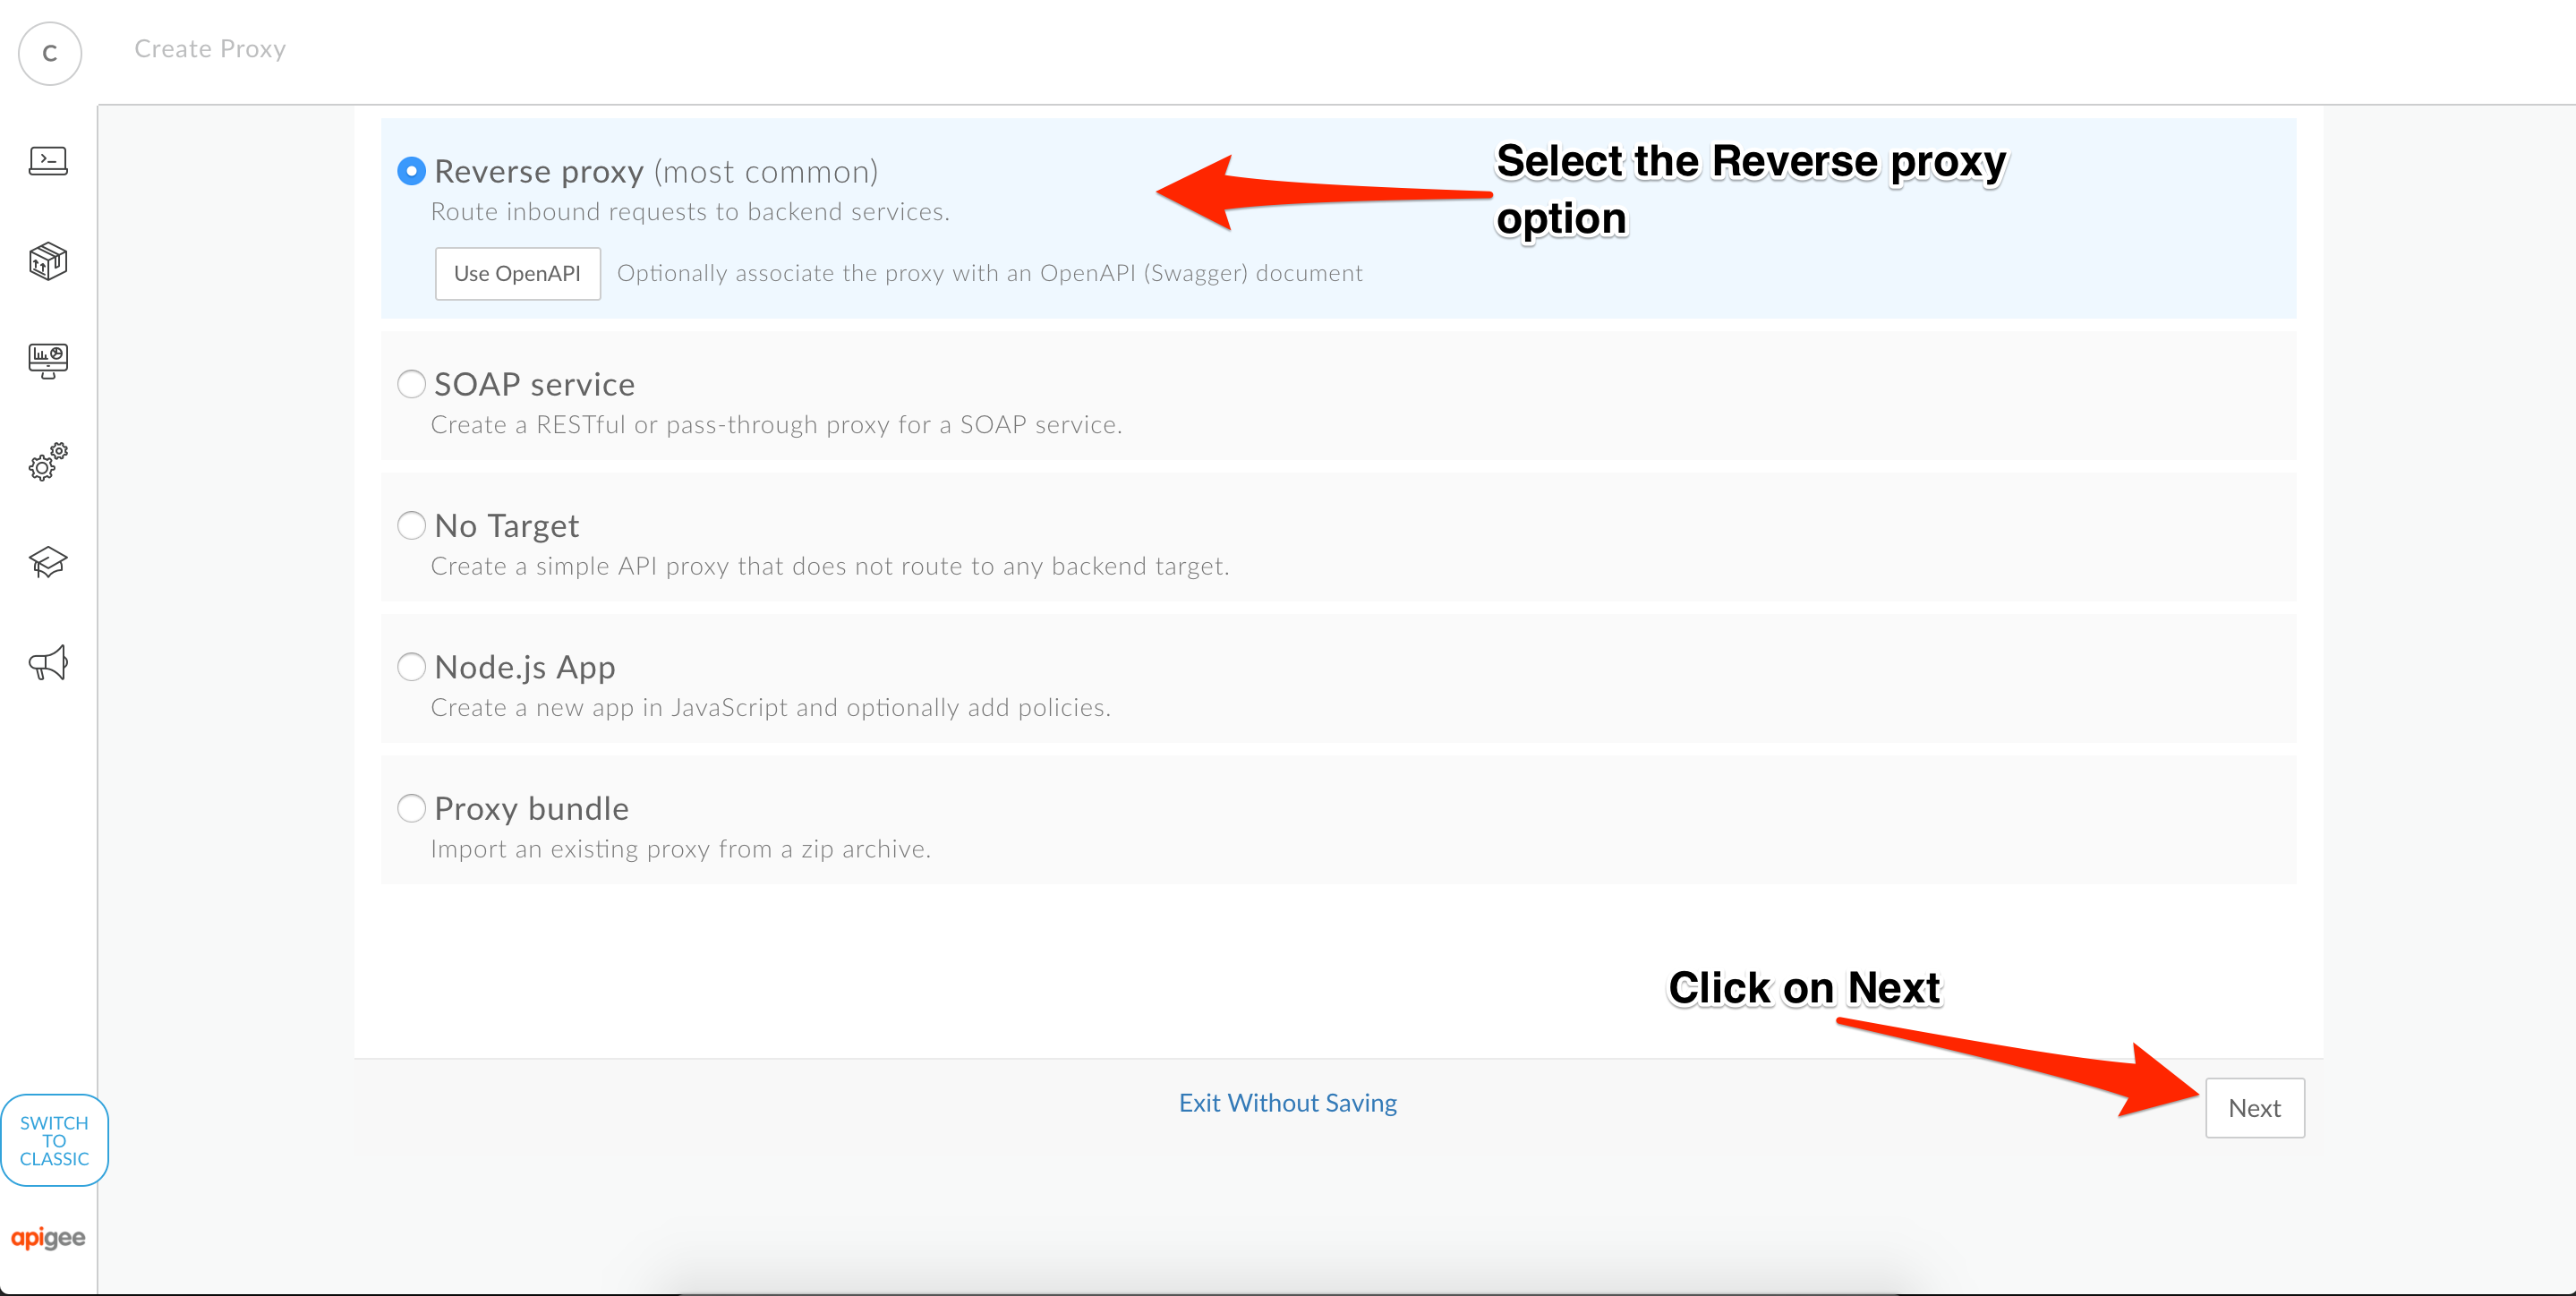 C
Create Proxy
Reverse proxy (most common)
Route inbound requests to backend services.
Select the Reverse proxy
option
Use OpenAPI
Optionally associate the proxy with an OpenAPI (Swagger) document
SOAP service
Create a RESTful or pass-through proxy for a SOAP service.
No Target
Create a simple API proxy that does not route to any backend target.
Node.js App
Create a new app in JavaScript and optionally add policies.
Proxy bundle
Import an existing proxy from a zip archive.
Click on Next
Exit Without Saving
Next
SWITCH
TO
CLASSIC
apigee